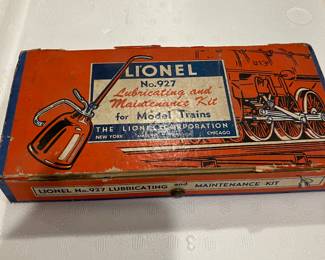 LIONEL
No. 927
Lubricating and
Maintenance Kit
for Model Trains
THE LIONEL CORPORATION
NEW YORK CHICAGO
LIONEL No. 927 LUBRICATING and MAINTENANCE KIT